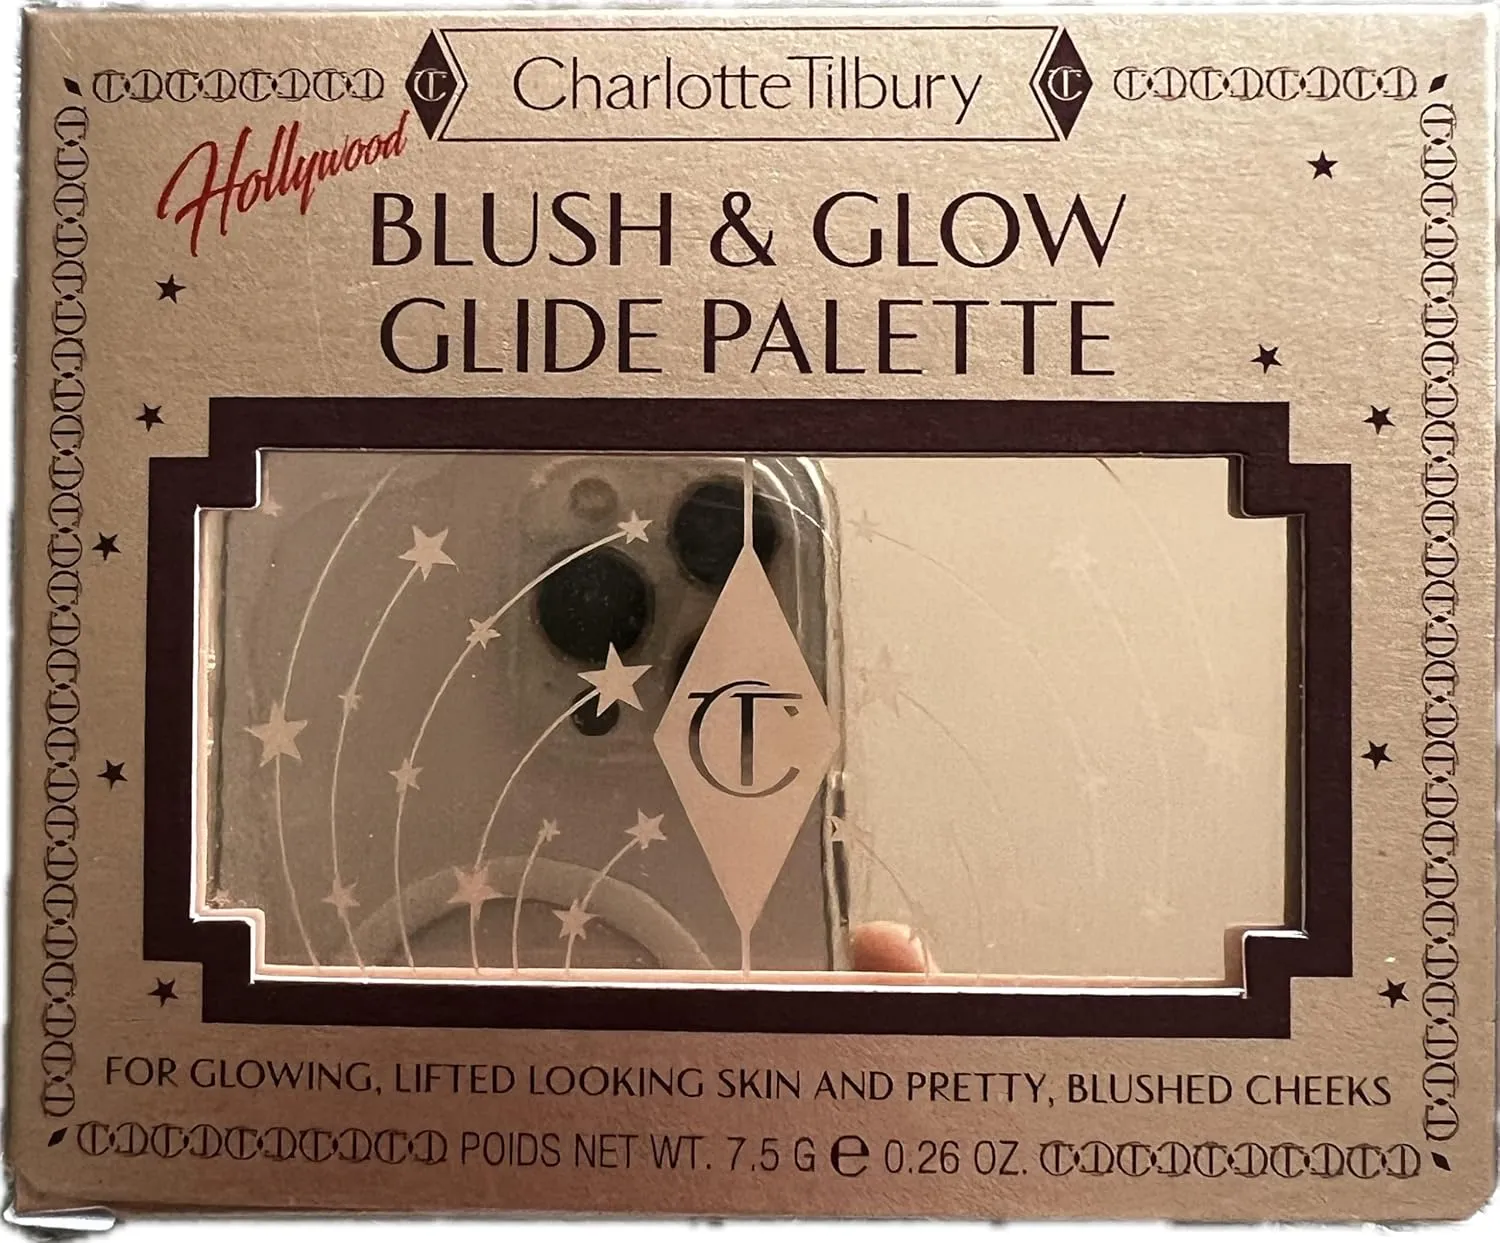 CharlotteTilbury
Hollywood
BLUSH & GLOW
GLIDE PALETTE
CT
FOR GLOWING, LIFTED LOOKING SKIN AND PRETTY, BLUSHED CHEEKS
POIDS NET WT. 7.5 G ℮ 0.26 OZ.